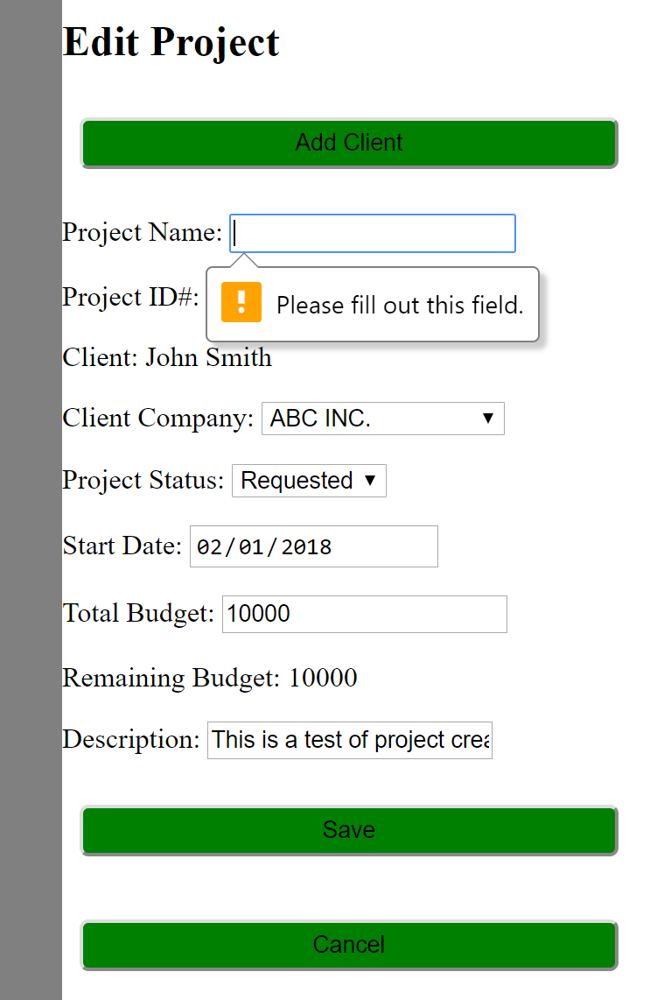 Edit Project
Add Client
Project Name:
Project ID#:
Please fill out this field.
Client: John Smith
Client Company: ABC INC.
Project Status: Requested
Start Date: 02/01/2018
Total Budget: 10000
Remaining Budget: 10000
Description: This is a test of project crea
Save
Cancel